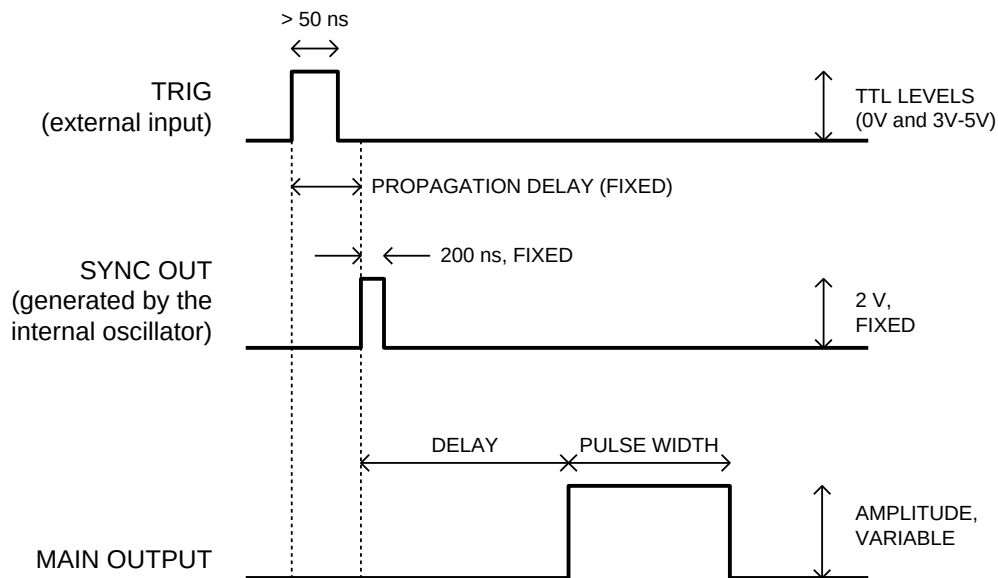 > 50 ns
TRIG
(external input)
TTL LEVELS
(0V and 3V-5V)
PROPAGATION DELAY (FIXED)
200 ns, FIXED
SYNC OUT
(generated by the
internal oscillator)
2 V,
FIXED
DELAY
PULSE WIDTH
AMPLITUDE,
VARIABLE
MAIN OUTPUT